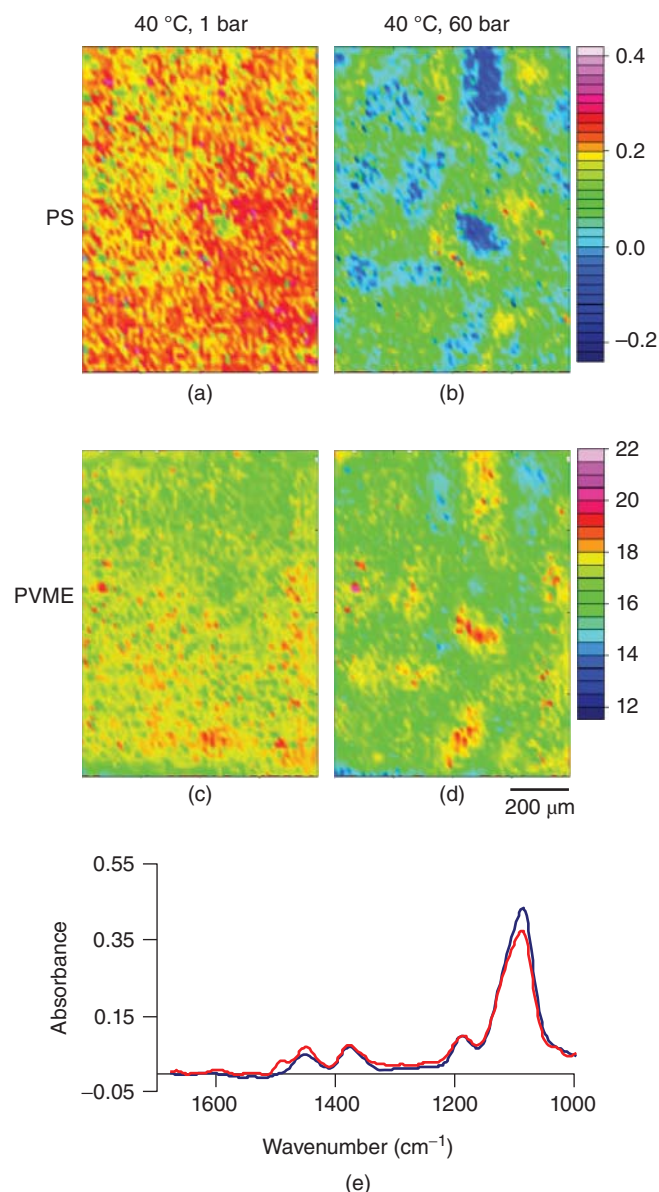 40 °C, 1 bar
40 °C, 60 bar
PS
0.4
0.2
0.0
–0.2
(a)
(b)
PVME
22
20
18
16
14
12
(c)
(d)
200 μm
0.55
0.35
0.15
–0.05
Absorbance
1600
1400
1200
1000
Wavenumber (cm⁻¹)
(e)